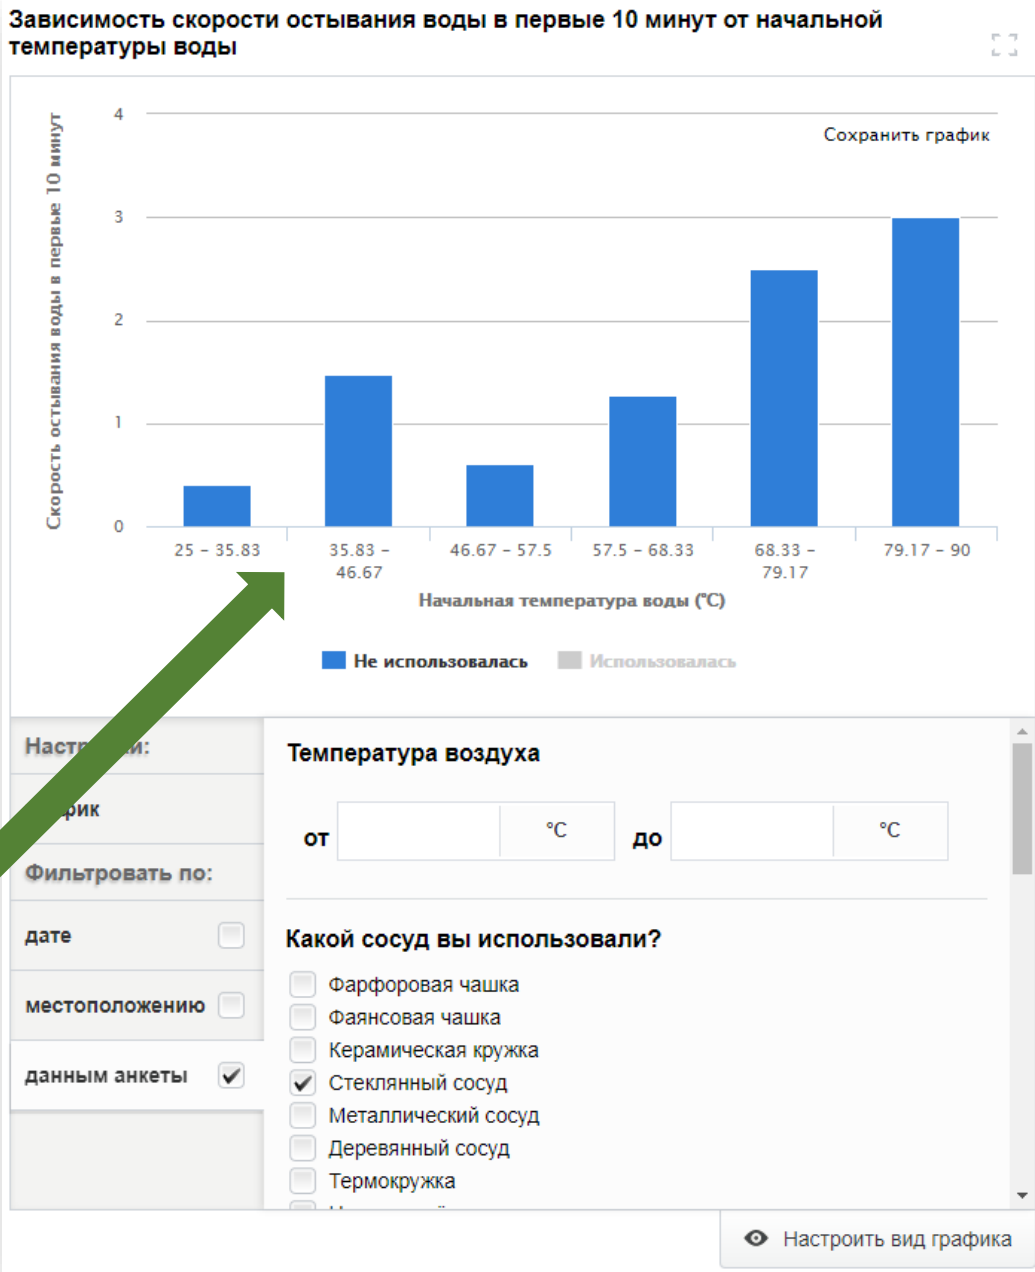 Зависимость скорости остывания воды в первые 10 минут от начальной
температуры воды
Сохранить график
Скорость остывания воды в первые 10 минут
4
3
2
1
0
25 – 35.83
35.83 –
46.67
46.67 – 57.5
57.5 – 68.33
68.33 –
79.17
79.17 – 90
Начальная температура воды (°C)
Не использовалась
Использовалась
Фильтровать по:
дате
местоположению
данным анкеты
Температура воздуха
от
°C
до
°C
Какой сосуд вы использовали?
Фарфоровая чашка
Фаянсовая чашка
Керамическая кружка
Стеклянный сосуд
Металлический сосуд
Деревянный сосуд
Термокружка
Настроить вид графика